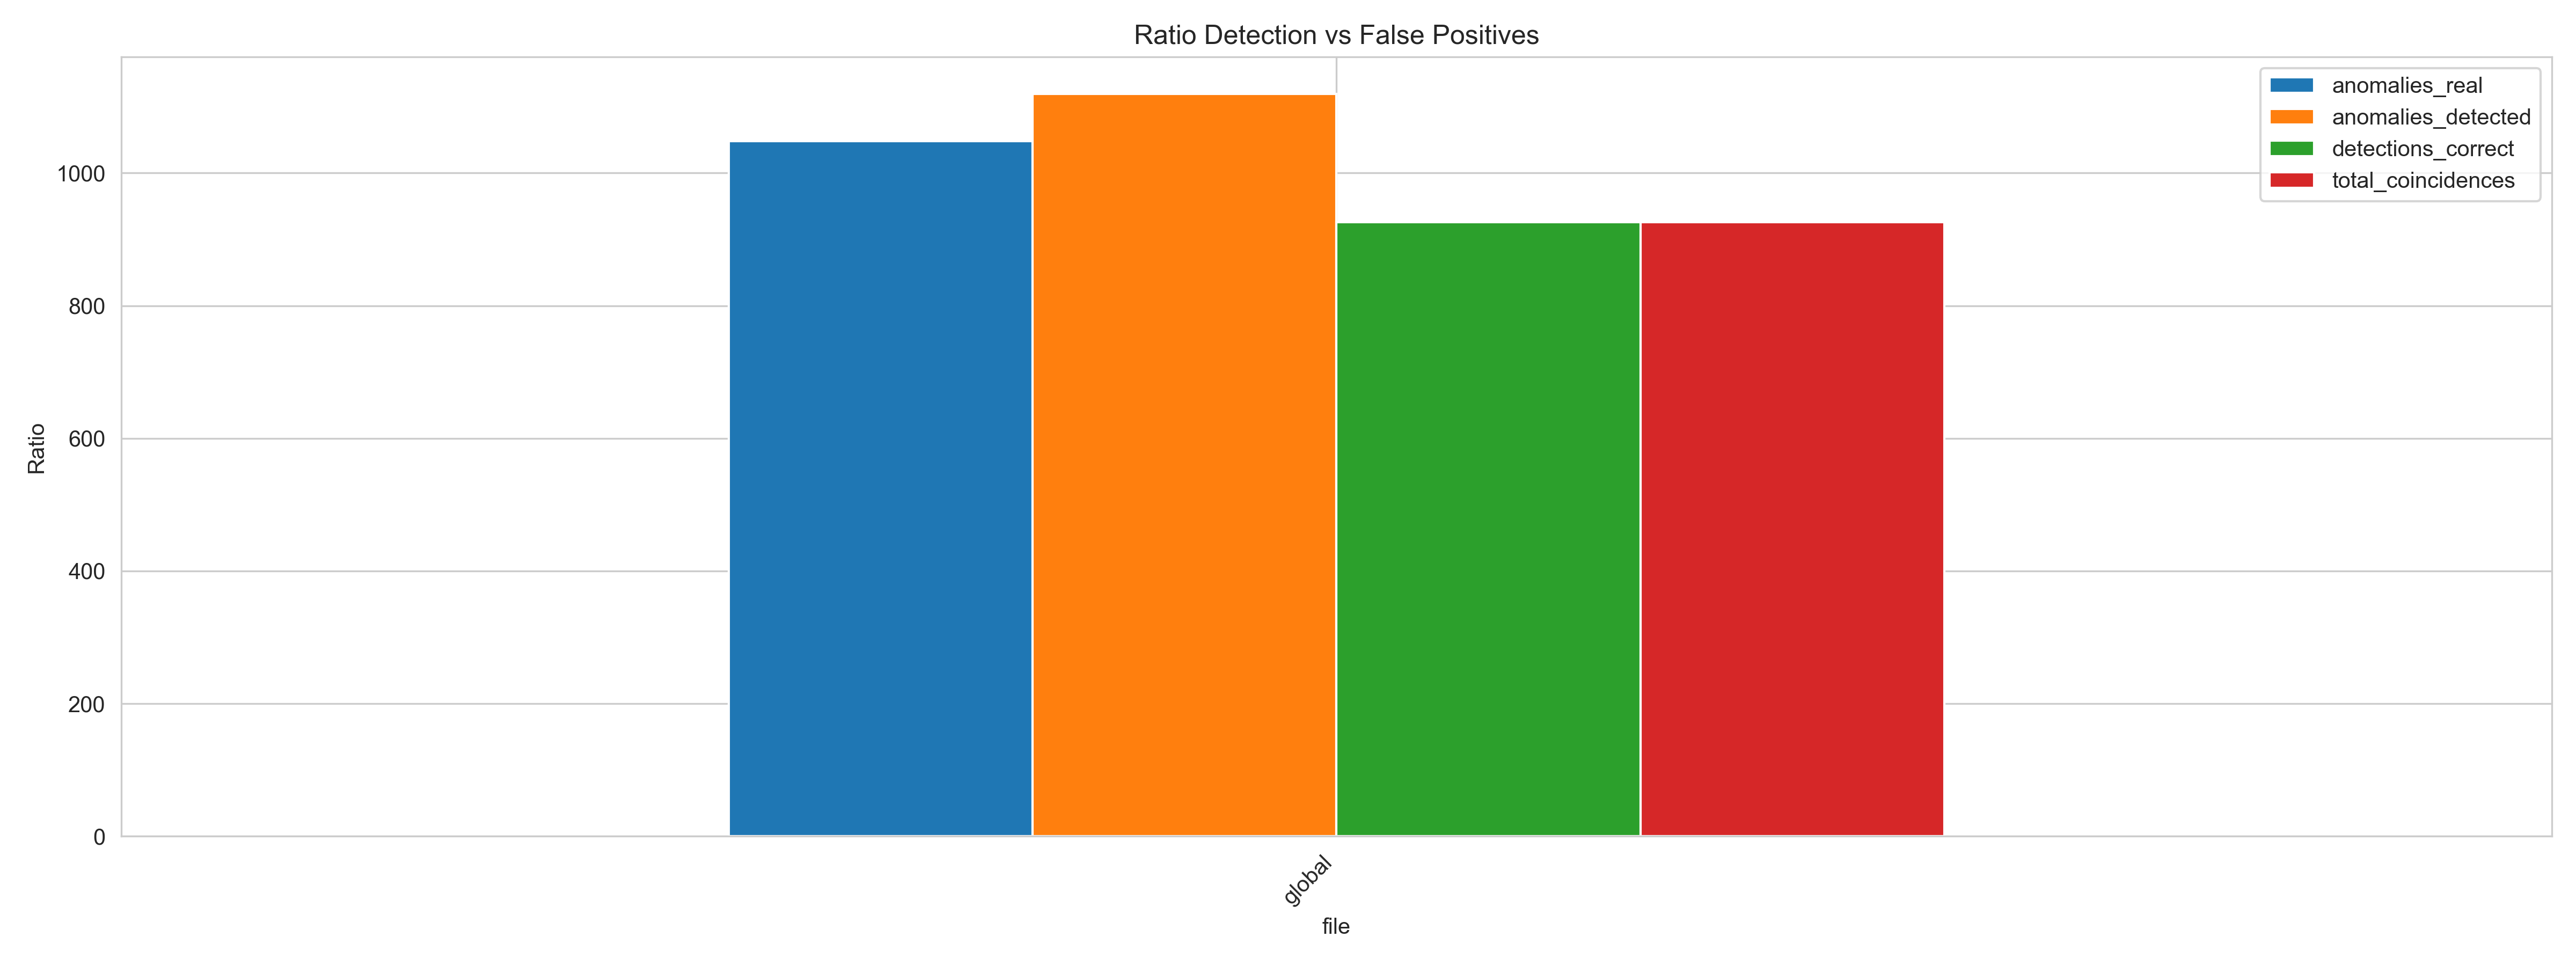 Ratio Detection vs False Positives
anomalies_real
anomalies_detected
detections_correct
total_coincidences
1000
800
600
400
200
0
Ratio
global
file